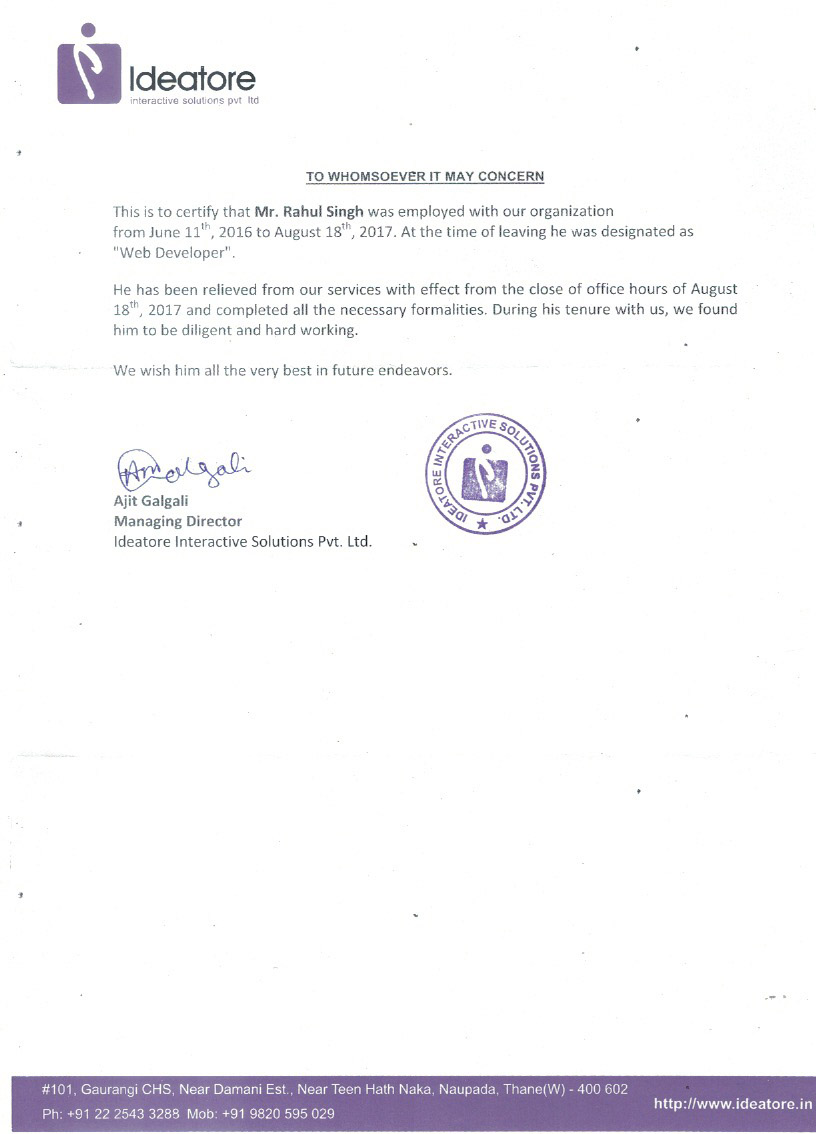 Ideatore
interactive solutions pvt ltd
TO WHOMSOEVER IT MAY CONCERN
This is to certify that Mr. Rahul Singh was employed with our organization
from June 11th, 2016 to August 18th, 2017. At the time of leaving he was designated as
"Web Developer".
He has been relieved from our services with effect from the close of office hours of August
18th, 2017 and completed all the necessary formalities. During his tenure with us, we found
him to be diligent and hard working.
We wish him all the very best in future endeavors.
IDEATORE INTERACTIVE SOLUTIONS PVT. LTD.
Amgalgali
Ajit Galgali
Managing Director
Ideatore Interactive Solutions Pvt. Ltd.
#101, Gaurangi CHS, Near Damani Est., Near Teen Hath Naka, Naupada, Thane(W) - 400 602
Ph: +91 22 2543 3288 Mob: +91 9820 595 029
http://www.ideatore.in